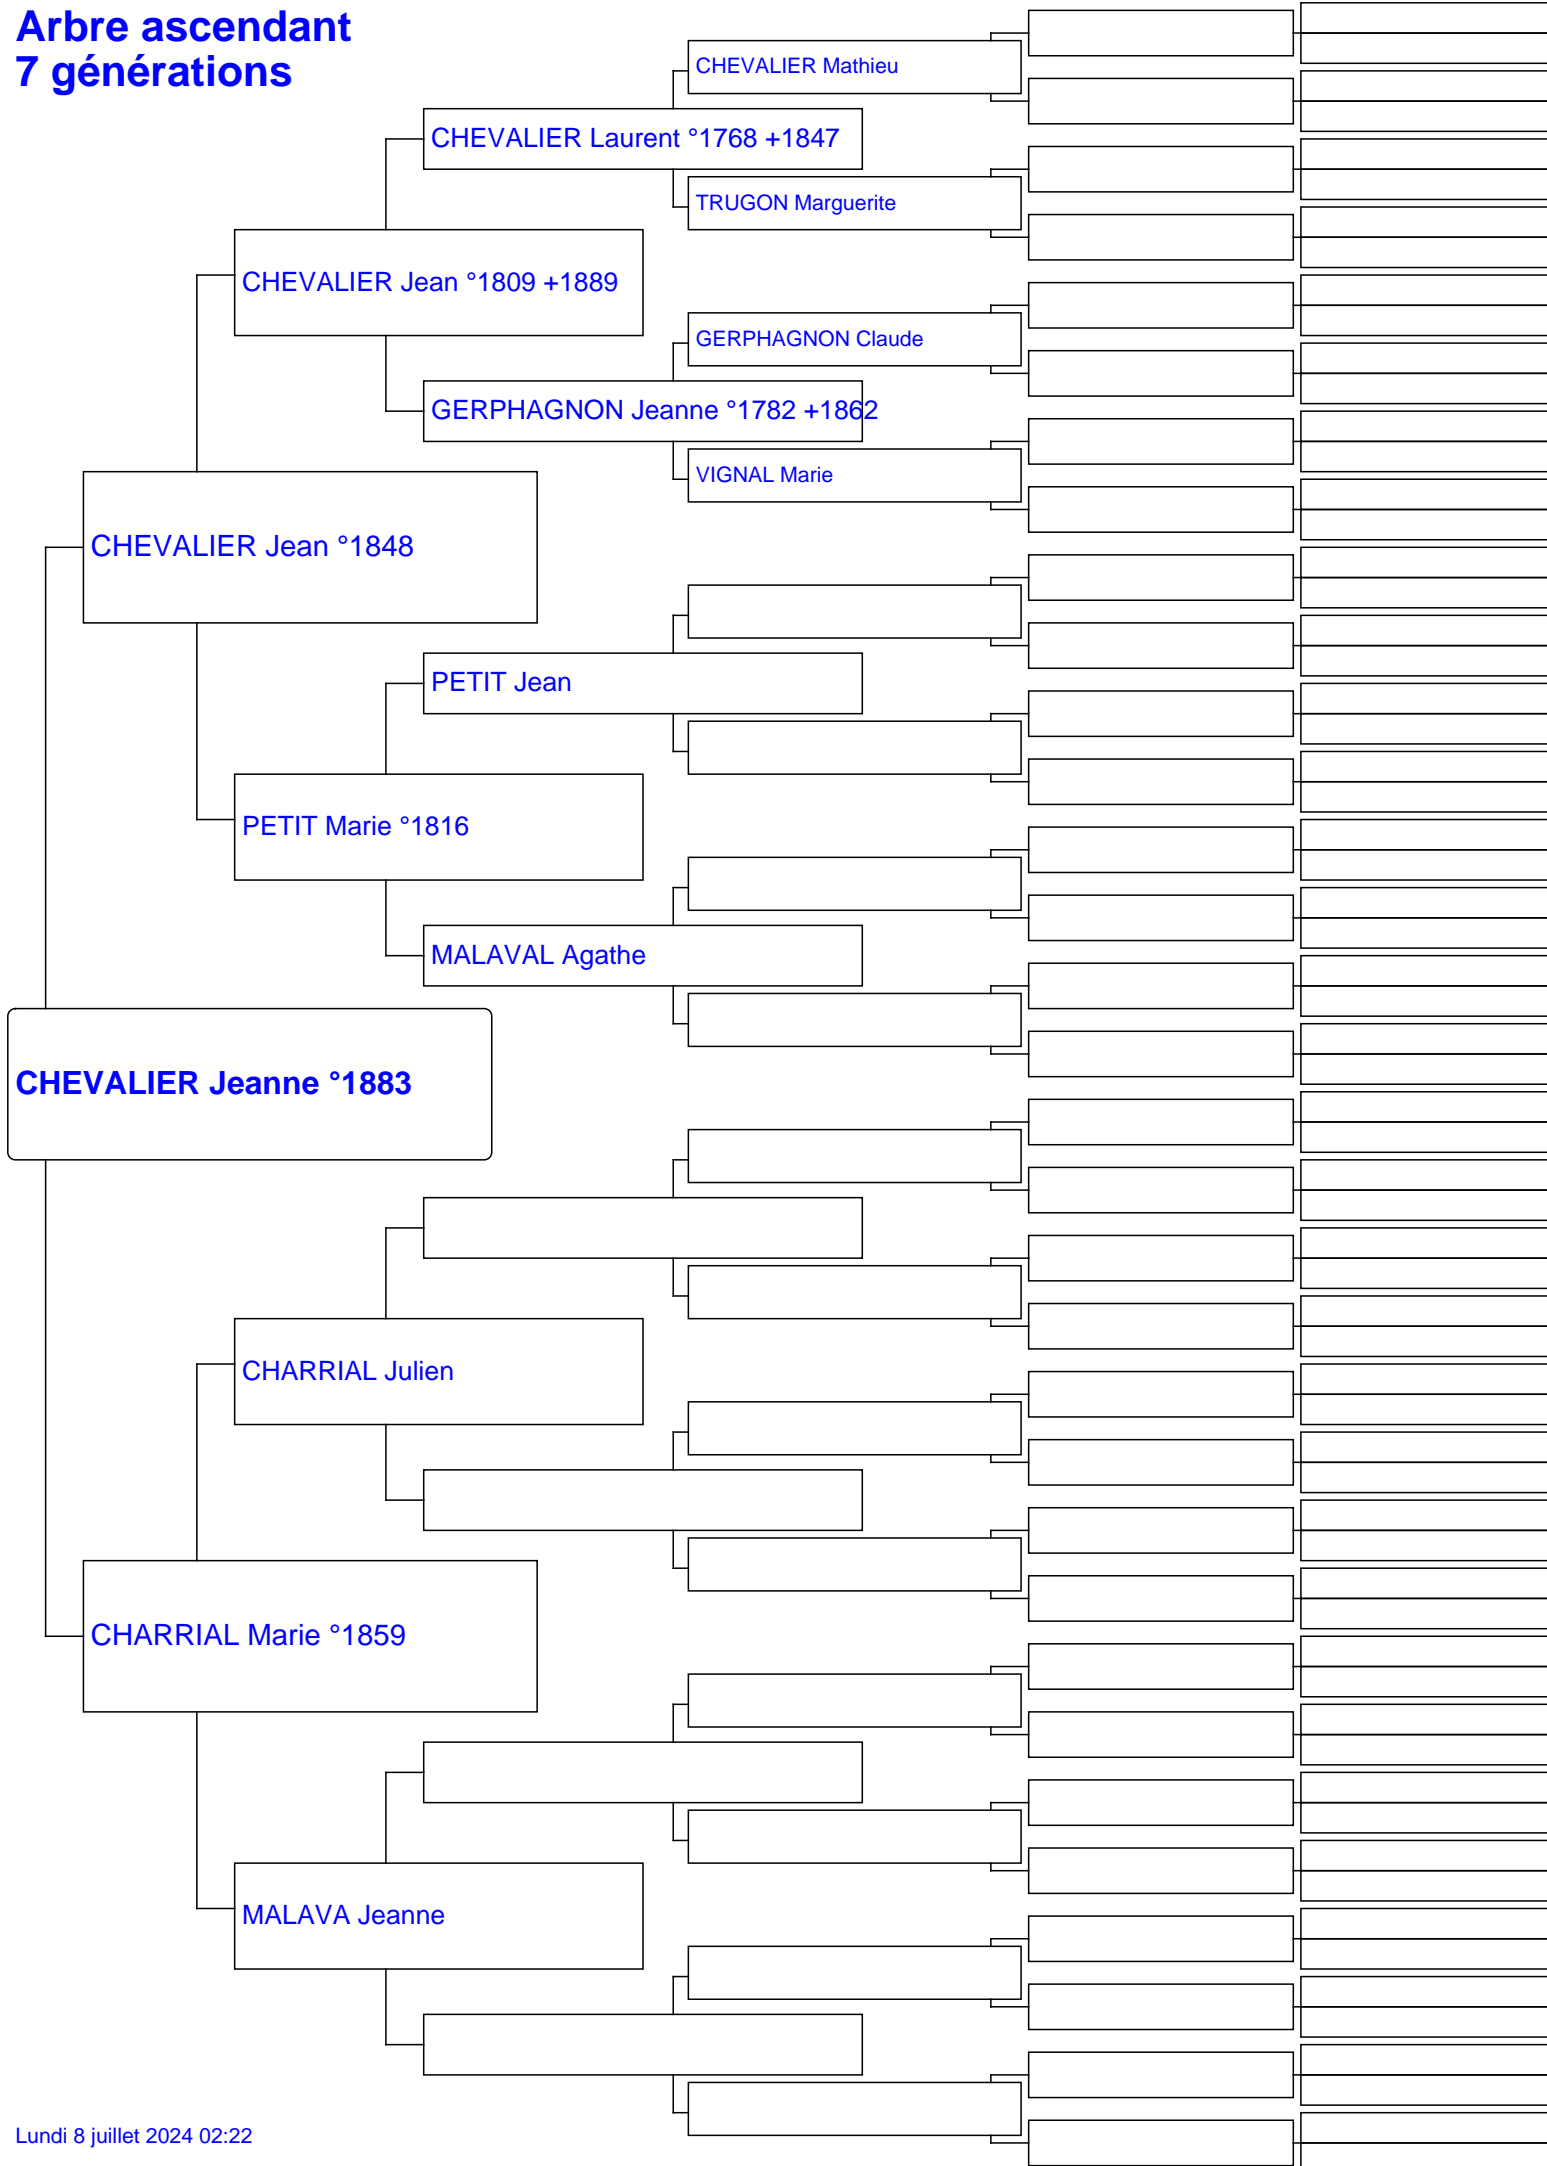 Arbre ascendant
7 générations
CHEVALIER Mathieu
CHEVALIER Laurent °1768 +1847
TRUGON Marguerite
CHEVALIER Jean °1809 +1889
GERPHAGNON Claude
GERPHAGNON Jeanne °1782 +1862
VIGNAL Marie
CHEVALIER Jean °1848
PETIT Jean
PETIT Marie °1816
MALAVAL Agathe
CHEVALIER Jeanne °1883
CHARRIAL Julien
CHARRIAL Marie °1859
MALAVA Jeanne
Lundi 8 juillet 2024 02:22